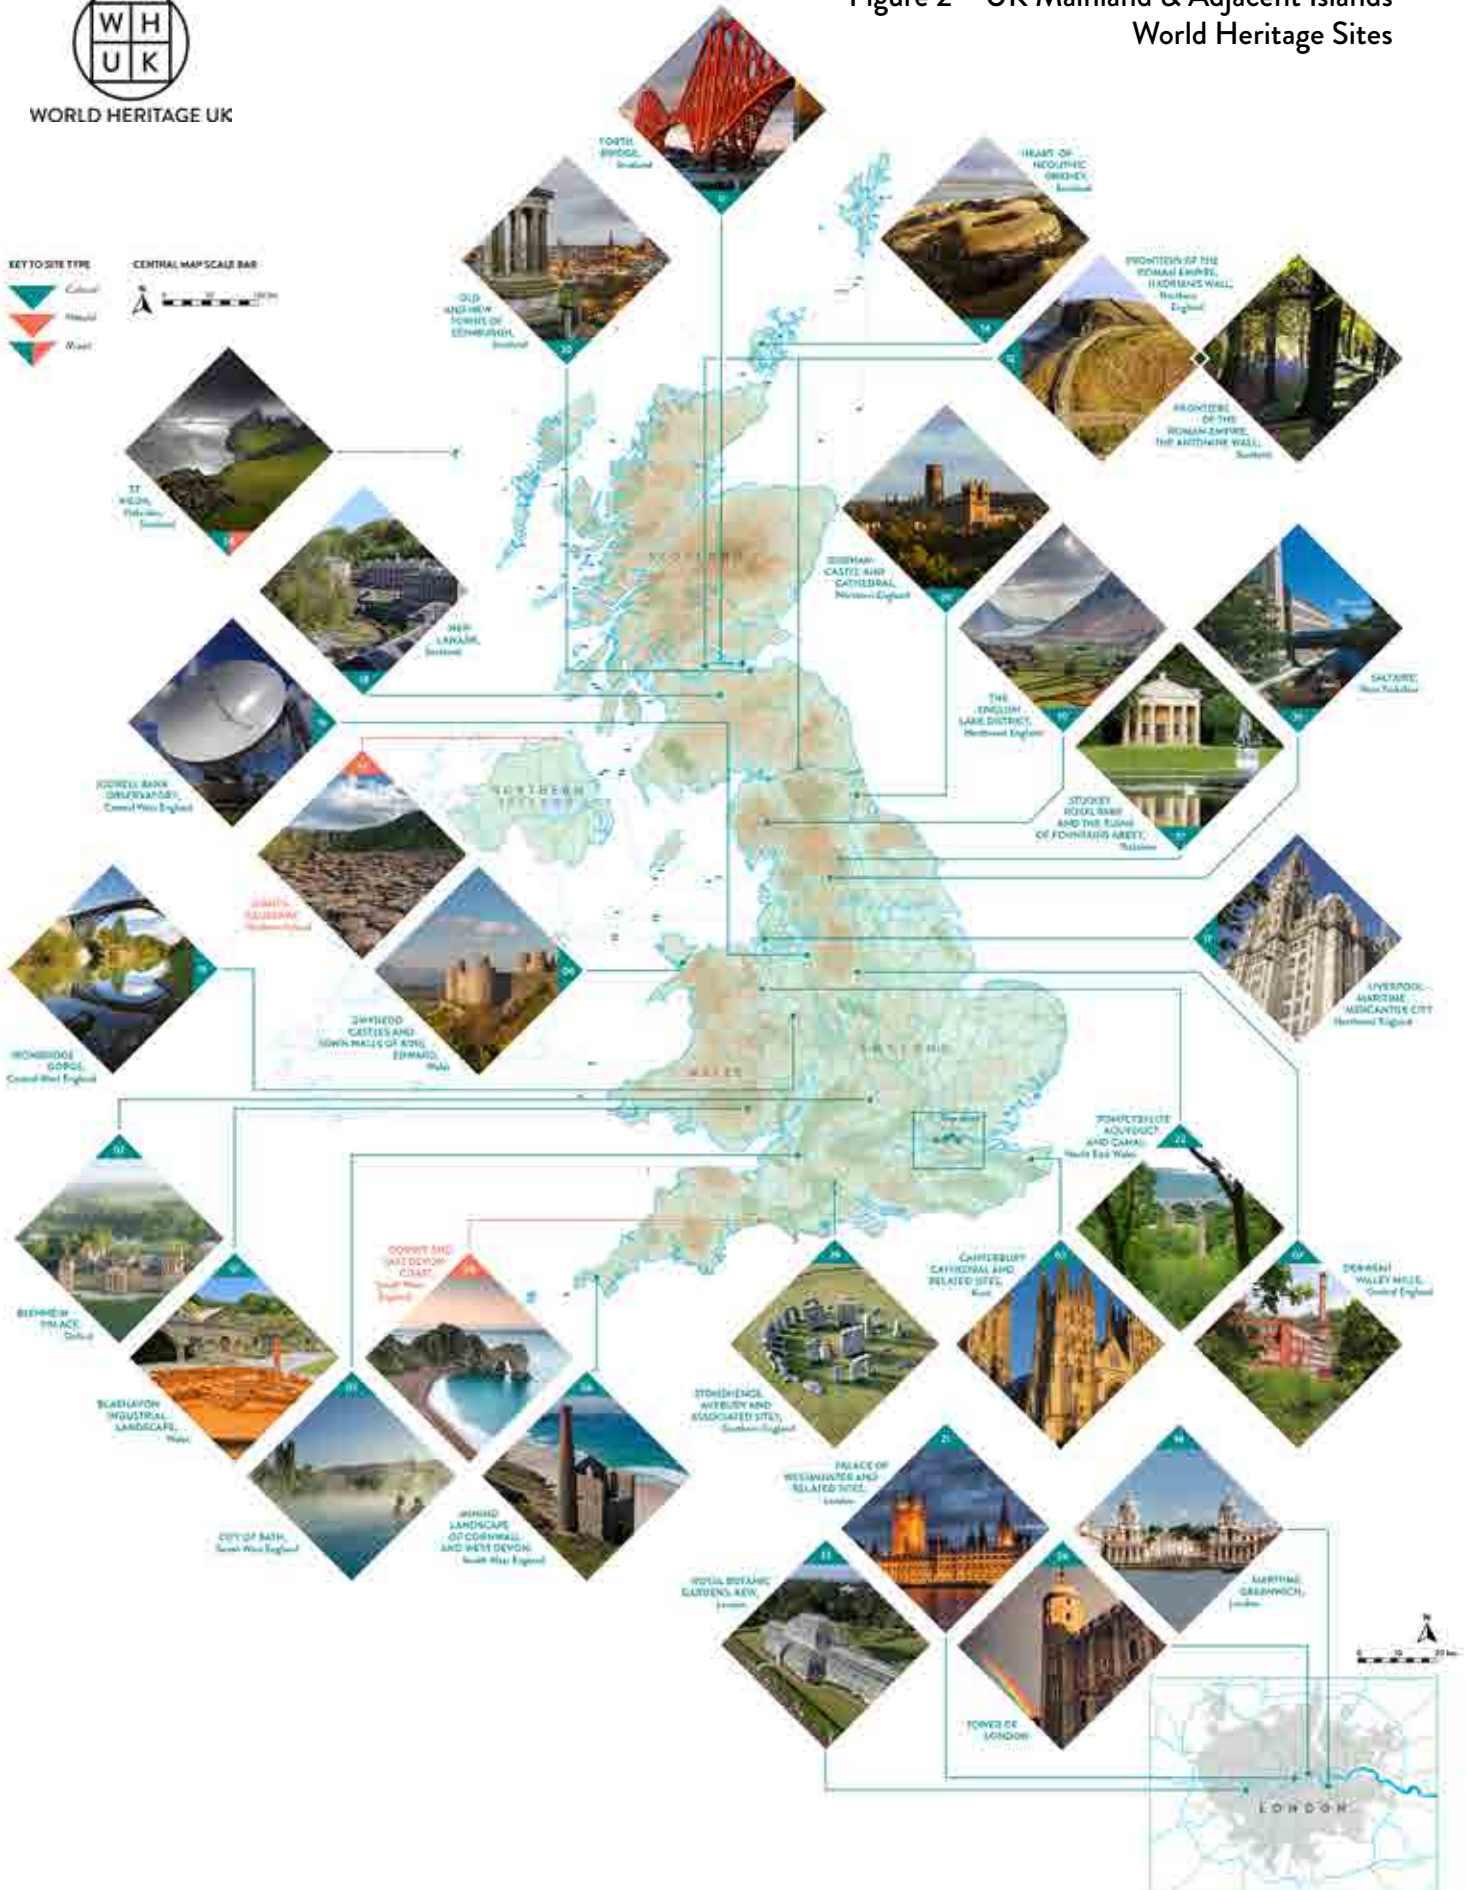 Figure 2 – UK Mainland & Adjacent Islands
World Heritage Sites
W H
U K
WORLD HERITAGE UK
KEY TO SITE TYPE
Cultural
Natural
Mixed
CENTRAL MAP SCALE BAR
N
FORTH
BRIDGE,
Scotland
HEART OF
NEOLITHIC
ORKNEY,
Scotland
OLD
AND NEW
TOWNS OF
EDINBURGH,
Scotland
20
FRONTIERS OF THE
ROMAN EMPIRE,
HADRIAN'S WALL,
Northern
England
FRONTIERS
OF THE
ROMAN EMPIRE,
THE ANTONINE WALL,
Scotland
ST
KILDA,
Scotland
SCOTLAND
DURHAM
CASTLE AND
CATHEDRAL,
Northern England
NEW
LANARK,
Scotland
THE
ENGLISH
LAKE DISTRICT,
Northwest England
SALTAIRE,
West Yorkshire
JODRELL BANK
OBSERVATORY,
Central West England
NORTHERN
IRELAND
STUDLEY
ROYAL PARK
AND THE RUINS
OF FOUNTAINS ABBEY,
Yorkshire
GIANT'S
CAUSEWAY
Northern Ireland
LIVERPOOL –
MARITIME
MERCANTILE CITY
Northwest England
GWYNEDD
CASTLES AND
TOWN WALLS OF KING
EDWARD,
Wales
IRONBRIDGE
GORGE,
Central West England
ENGLAND
WALES
PONTCYSYLLTE
AQUEDUCT
AND CANAL
North East Wales
22
02
BLENHEIM
PALACE,
Oxford
DORSET AND
EAST DEVON
COAST,
South West
England
CANTERBURY
CATHEDRAL AND
RELATED SITES,
Kent
DERWENT
VALLEY MILLS,
Central England
BLAENAVON
INDUSTRIAL
LANDSCAPE,
Wales
STONEHENGE,
AVEBURY AND
ASSOCIATED SITES,
Southern England
CITY OF BATH,
South West England
MINING
LANDSCAPE
OF CORNWALL
AND WEST DEVON
South West England
PALACE OF
WESTMINSTER AND
RELATED SITES,
London
21
ROYAL BOTANIC
GARDENS, KEW,
London
MARITIME
GREENWICH,
London
TOWER OF
LONDON
N
LONDON